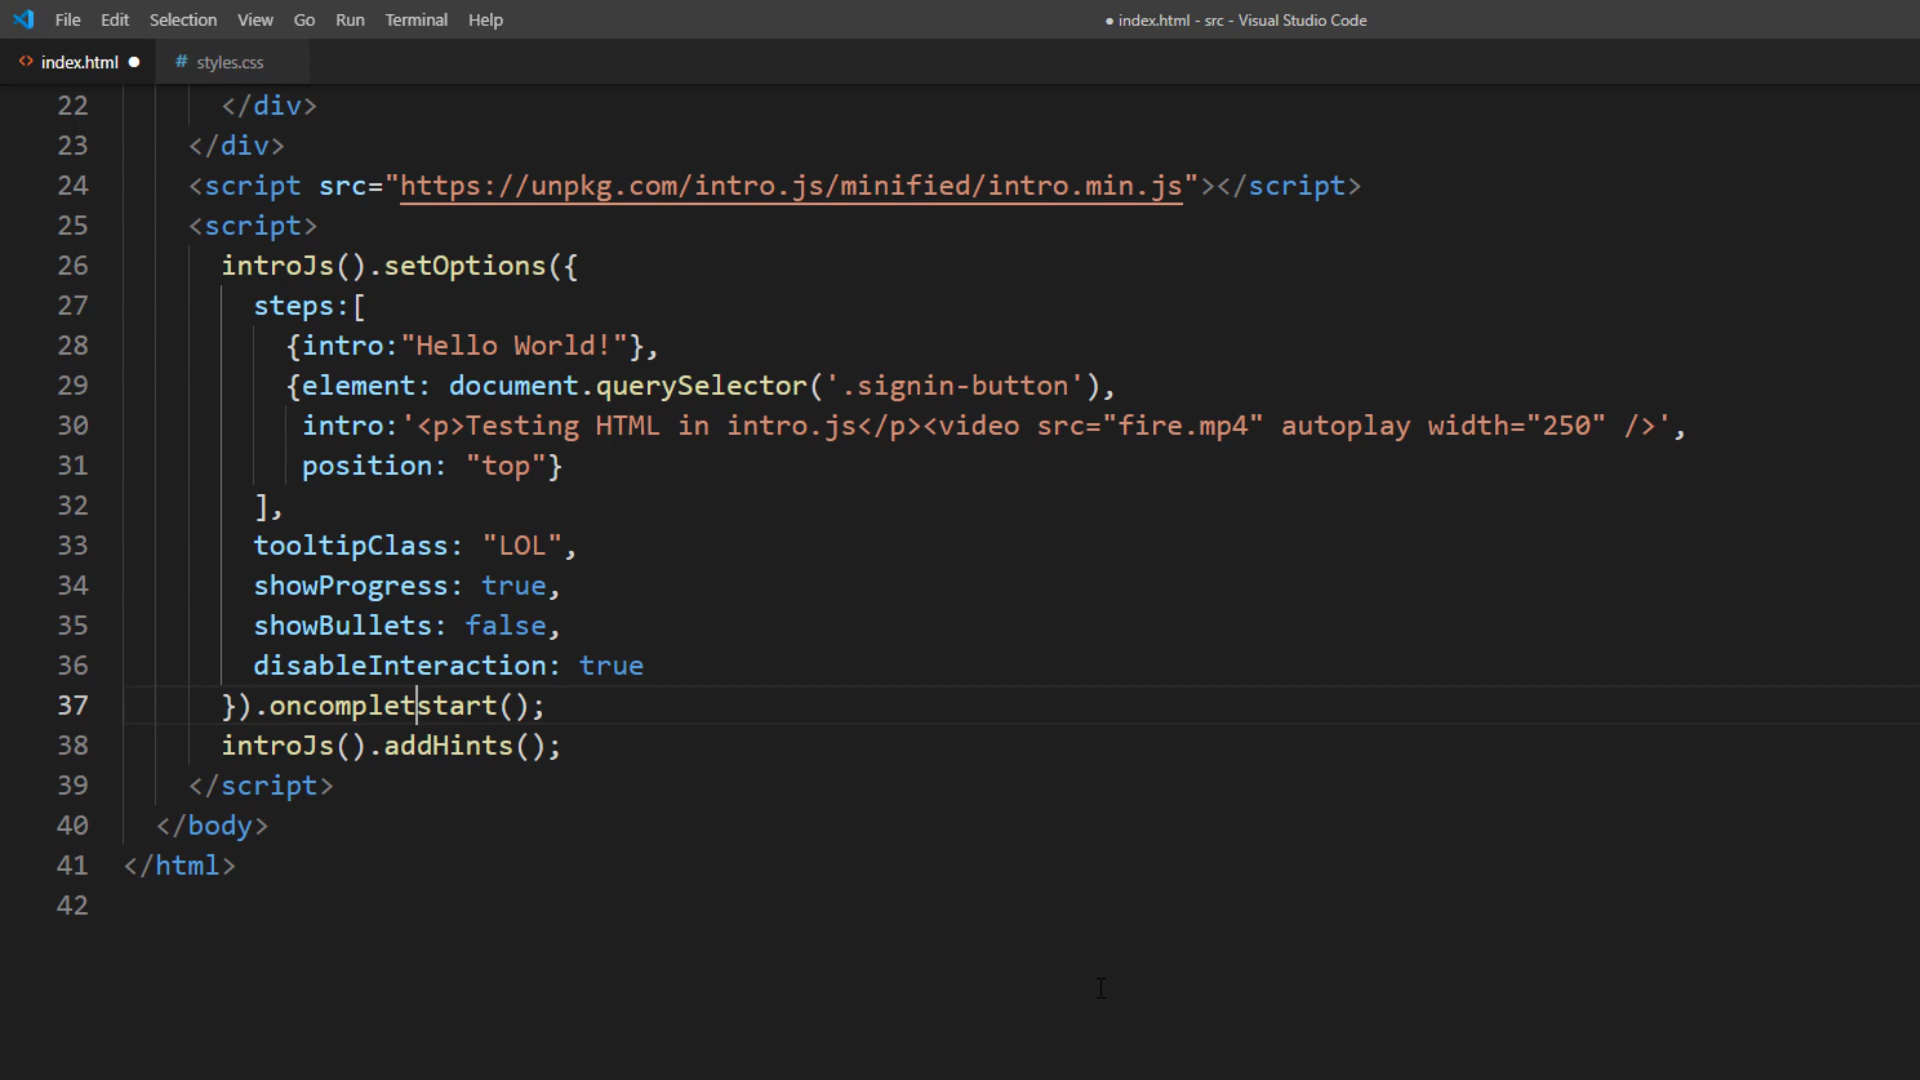 File Edit Selection View Go Run Terminal Help ● index.html - src - Visual Studio Code
<> index.html ● # styles.css
22 </div>
23 </div>
24 <script src="https://unpkg.com/intro.js/minified/intro.min.js"></script>
25 <script>
26 introJs().setOptions({
27 steps:[
28 {intro:"Hello World!"},
29 {element: document.querySelector('.signin-button'),
30 intro:'<p>Testing HTML in intro.js</p><video src="fire.mp4" autoplay width="250" />',
31 position: "top"}
32 ],
33 tooltipClass: "LOL",
34 showProgress: true,
35 showBullets: false,
36 disableInteraction: true
37 }).oncompletstart();
38 introJs().addHints();
39 </script>
40 </body>
41 </html>
42